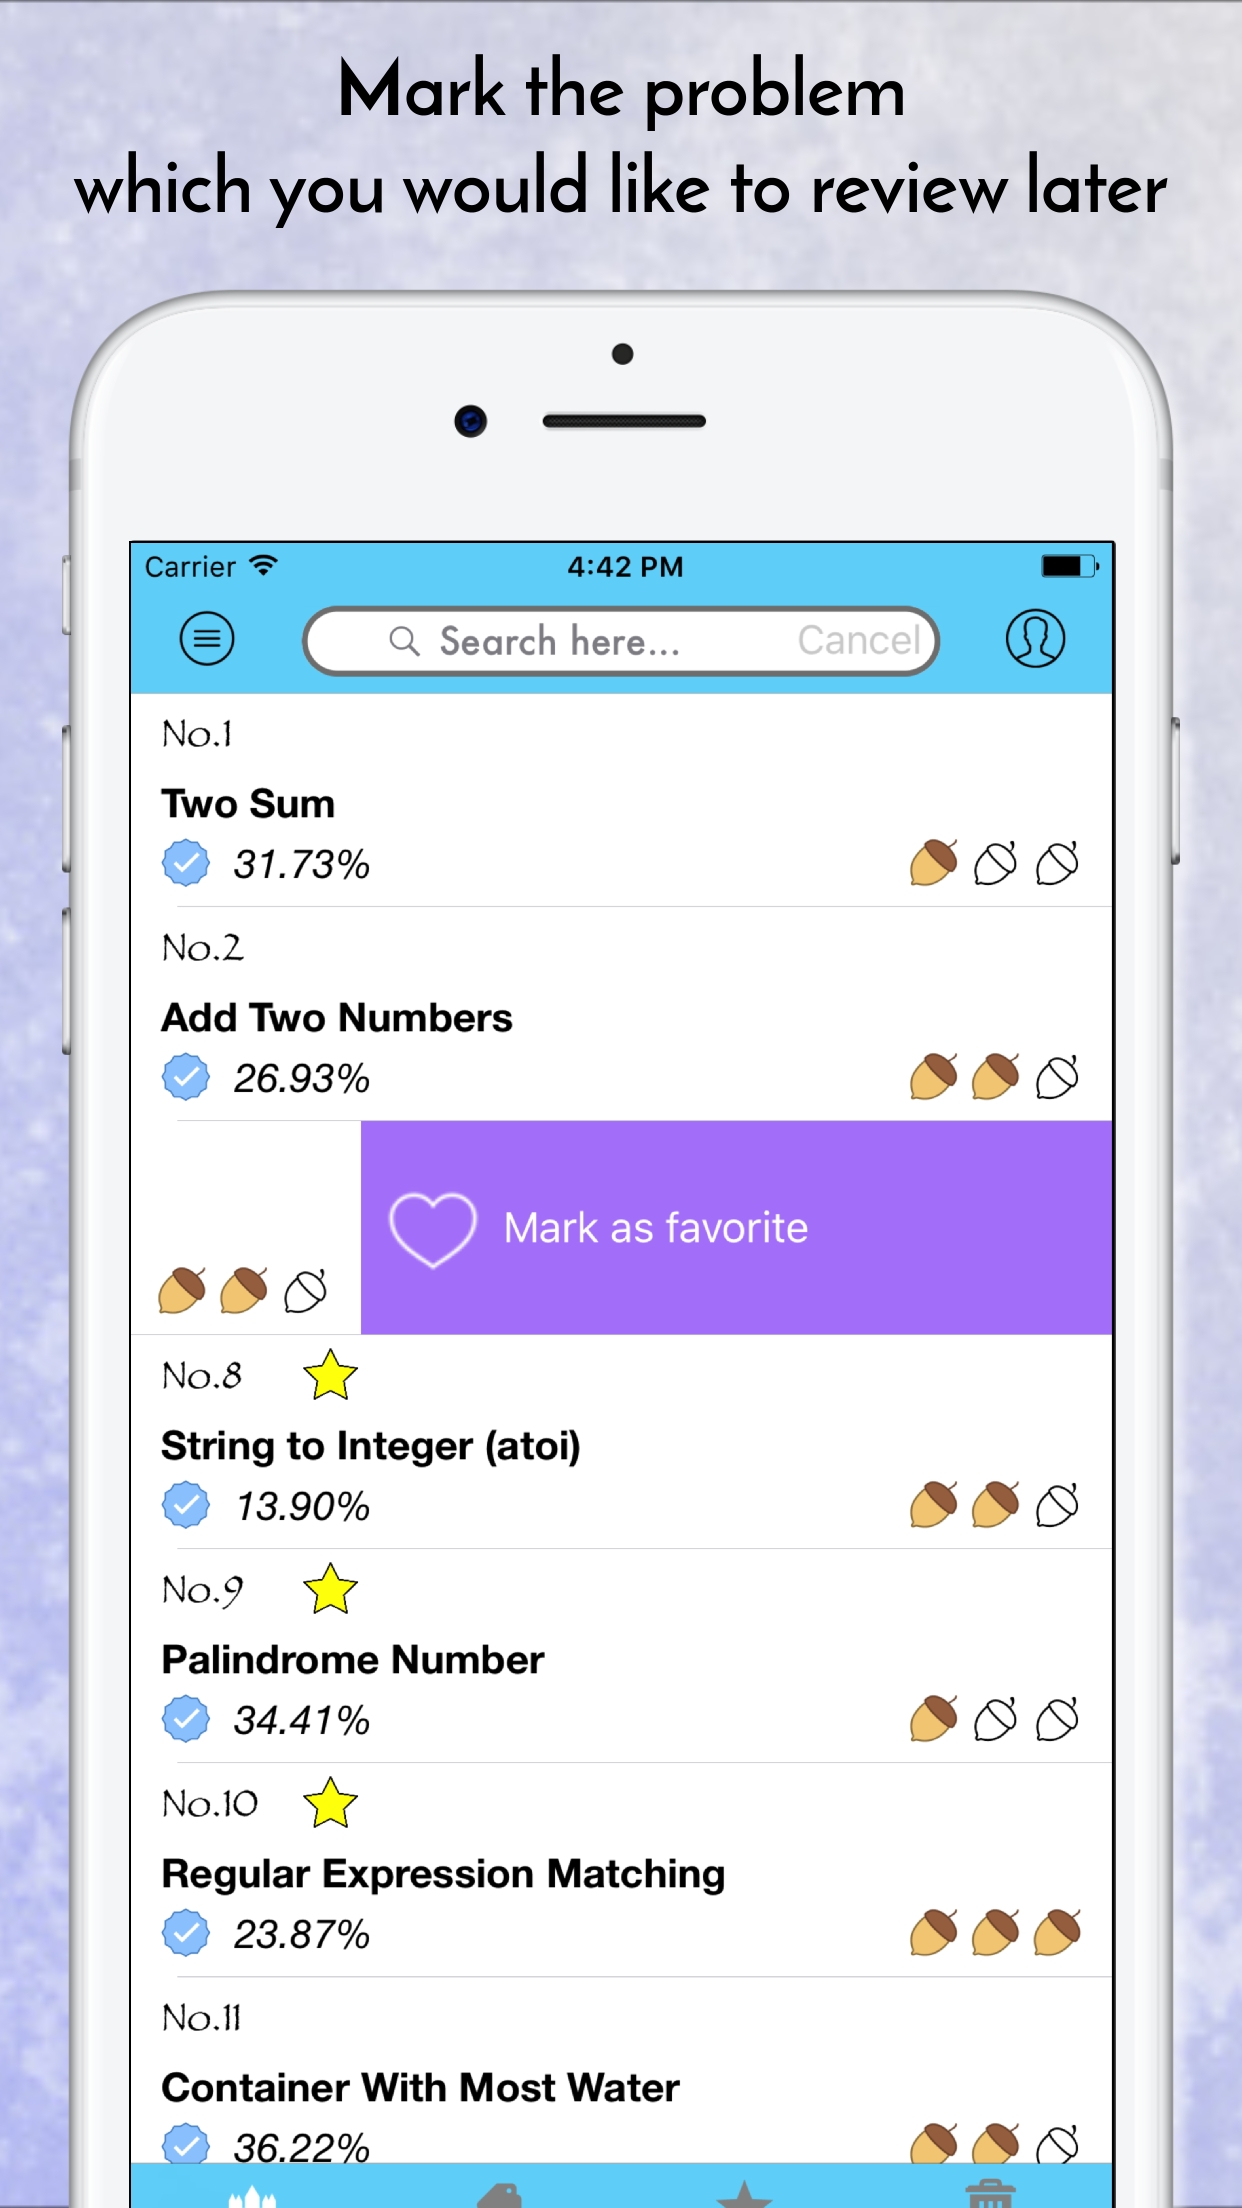 Mark the problem
which you would like to review later
Carrier 4:42 PM
Search here... Cancel
No.1
Two Sum
31.73%
No.2
Add Two Numbers
26.93%
Mark as favorite
No.8
String to Integer (atoi)
13.90%
No.9
Palindrome Number
34.41%
No.10
Regular Expression Matching
23.87%
No.11
Container With Most Water
36.22%